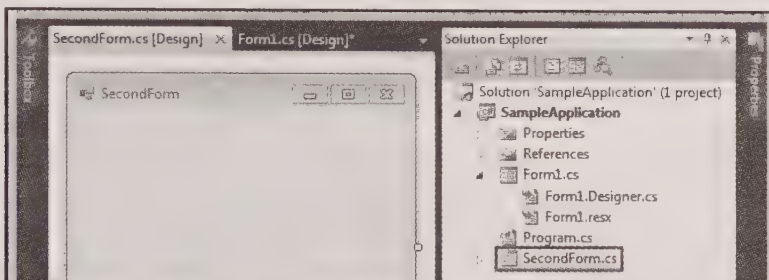 SecondForm.cs [Design] × Form1.cs [Design]*
Toolbox
SecondForm
Solution Explorer
Solution 'SampleApplication' (1 project)
SampleApplication
Properties
References
Form1.cs
Form1.Designer.cs
Form1.resx
Program.cs
SecondForm.cs
Properties